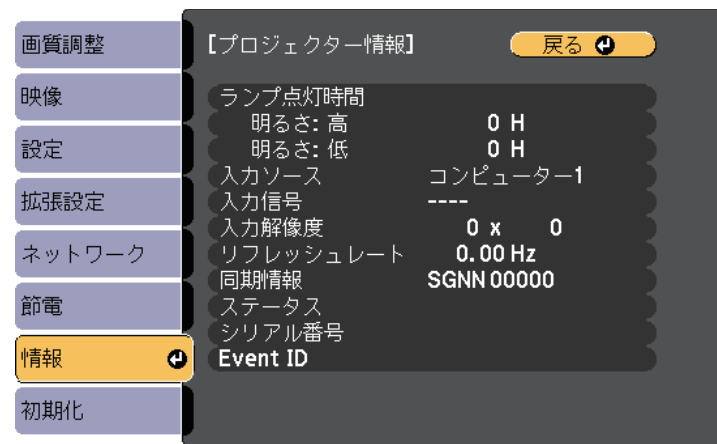 画質調整
映像
設定
拡張設定
ネットワーク
節電
情報
初期化
[プロジェクター情報] 戻る
ランプ点灯時間
明るさ: 高 0 H
明るさ: 低 0 H
入力ソース コンピューター1
入力信号 ----
入力解像度 0 x 0
リフレッシュレート 0.00 Hz
同期情報 SGNN 00000
ステータス
シリアル番号
Event ID